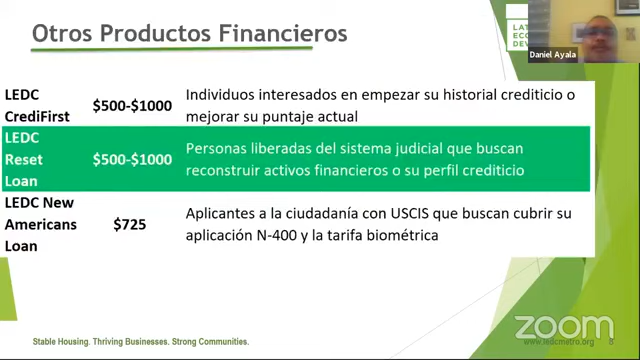 Otros Productos Financieros
Daniel Ayala
LEDC
CrediFirst
$500-$1000
Individuos interesados en empezar su historial crediticio o
mejorar su puntaje actual
LEDC
Reset
Loan
$500-$1000
Personas liberadas del sistema judicial que buscan
reconstruir activos financieros o su perfil crediticio
LEDC New
Americans
Loan
$725
Aplicantes a la ciudadanía con USCIS que buscan cubrir su
aplicación N-400 y la tarifa biométrica
Stable Housing. Thriving Businesses. Strong Communities.
www.ledcmetro.org
zoom